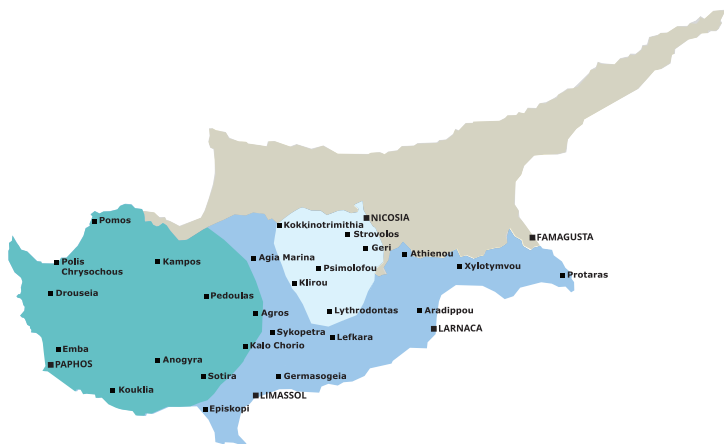 NICOSIA
Pomos
Kokkinotrimithia
Strovolos
FAMAGUSTA
Geri
Athienou
Agia Marina
Polis
Chrysochous
Kampos
Psimolofou
Xylotymvou
Protaras
Klirou
Drouseia
Pedoulas
Agros
Lythrodontas
Aradippou
LARNACA
Sykopetra
Lefkara
Kalo Chorio
Emba
PAPHOS
Anogyra
Sotira
Germasogeia
Kouklia
LIMASSOL
Episkopi